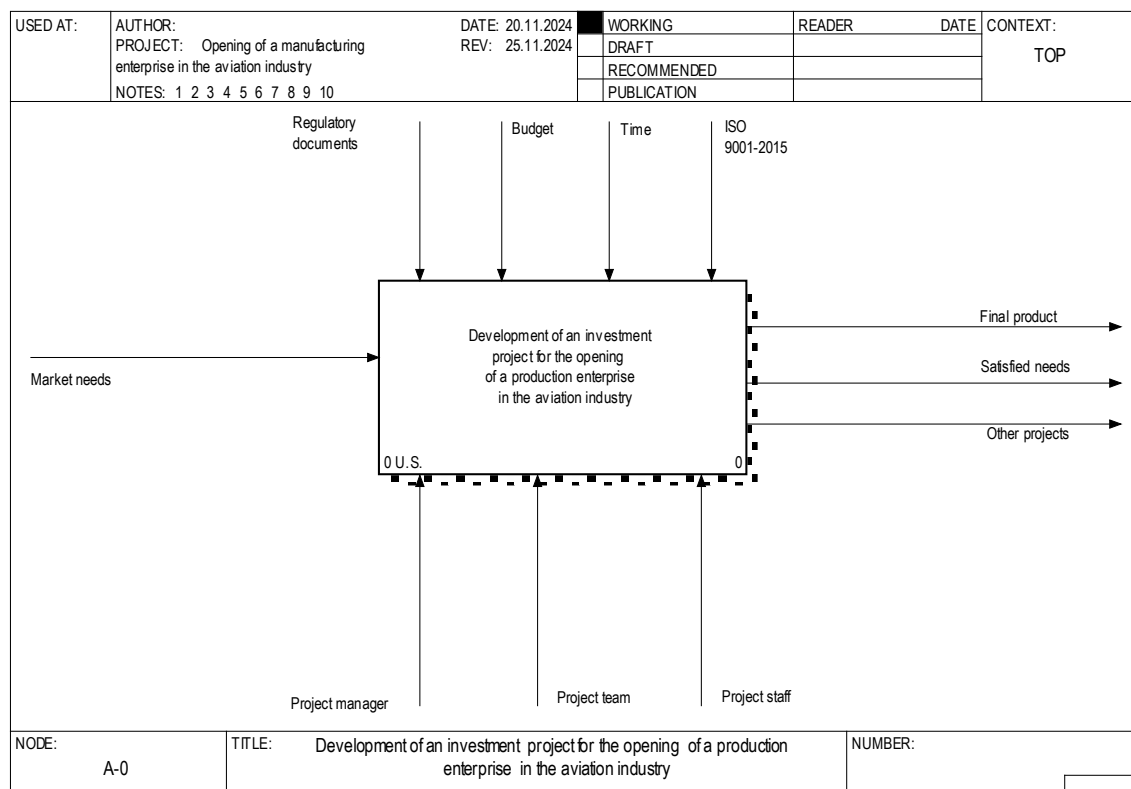 USED AT:
AUTHOR:
DATE: 20.11.2024
PROJECT: Opening of a manufacturing
REV: 25.11.2024
enterprise in the aviation industry
NOTES: 1 2 3 4 5 6 7 8 9 10
WORKING
DRAFT
RECOMMENDED
PUBLICATION
READER DATE
CONTEXT:
TOP
Regulatory
documents
Budget
Time
ISO
9001-2015
Market needs
Development of an investment
project for the opening
of a production enterprise
in the aviation industry
0 U.S.
0
Final product
Satisfied needs
Other projects
Project manager
Project team
Project staff
NODE:
A-0
TITLE:
Development of an investment project for the opening of a production
enterprise in the aviation industry
NUMBER: